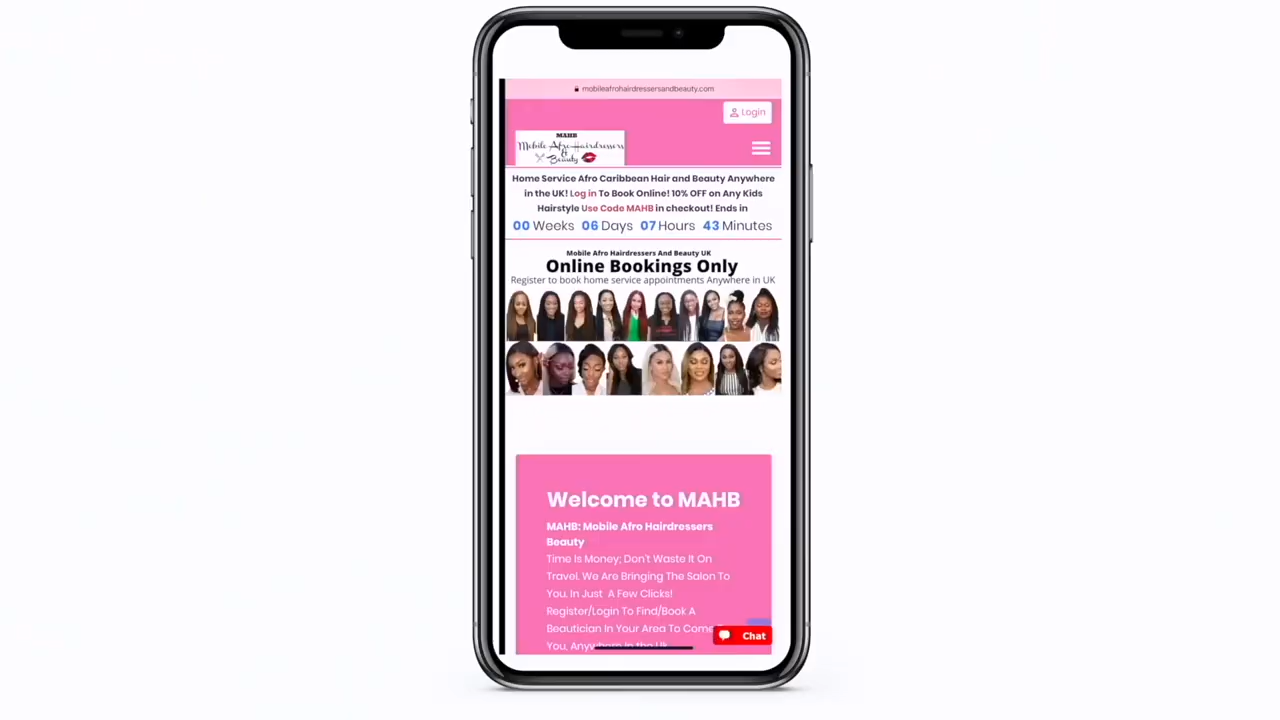 mobileafrohairdressersandbeauty.com
Login
MAHB
Mobile Afro Hairdressers
& Beauty
Home Service Afro Caribbean Hair and Beauty Anywhere
in the UK! Log in To Book Online! 10% OFF on Any Kids
Hairstyle Use Code MAHB in checkout! Ends in
00 Weeks 06 Days 07 Hours 43 Minutes
Mobile Afro Hairdressers And Beauty UK
Online Bookings Only
Register to book home service appointments Anywhere in UK
Welcome to MAHB
MAHB: Mobile Afro Hairdressers
Beauty
Time Is Money; Don't Waste It On
Travel. We Are Bringing The Salon To
You. In Just A Few Clicks!
Register/Login To Find/Book A
Beautician In Your Area To Come
Chat
You, Anywhere In the Uk